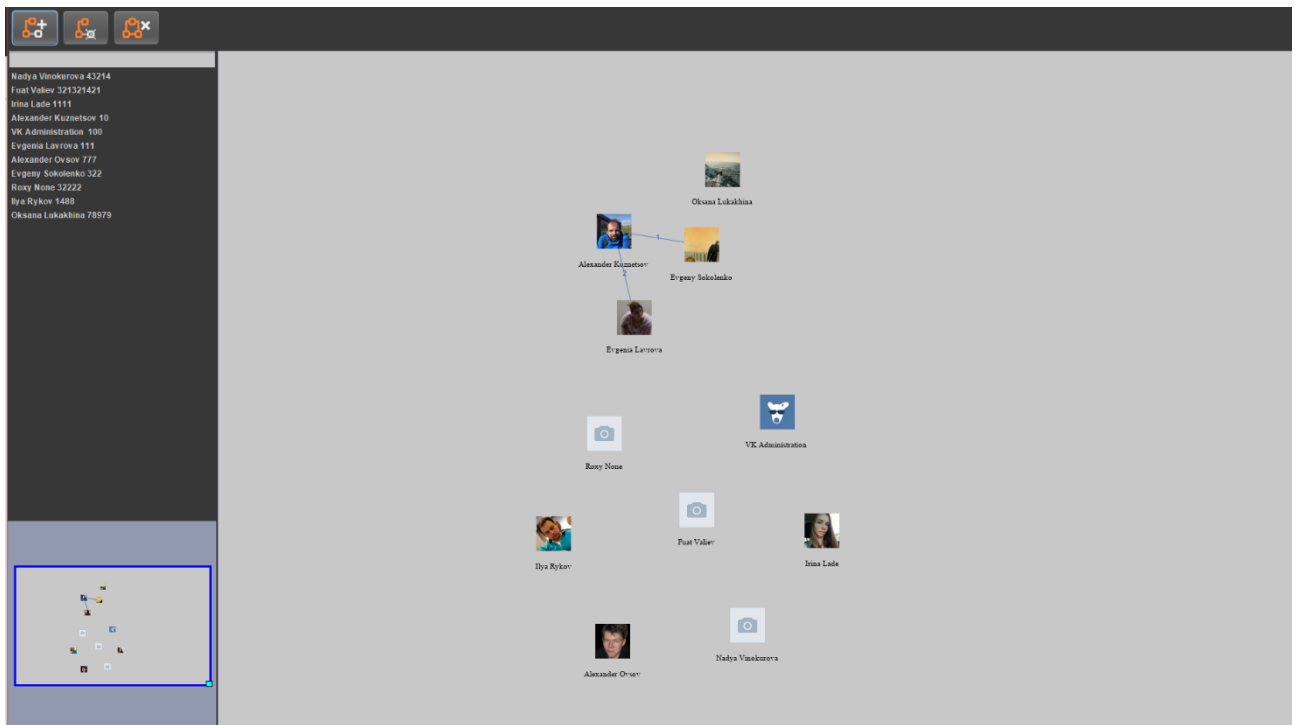 Nadya Vinokurova 43214
Fuat Valiev 321321421
Irina Lade 1111
Alexander Kuznetsov 10
VK Administration 100
Evgenia Lavrova 111
Alexander Ovsov 777
Evgeny Sokolenko 322
Roxy None 32222
Ilya Rykov 1488
Oksana Lukakhina 78979
Oksana Lukakhina
1
Alexander Kuznetsov
2
Evgeny Sokolenko
Evgenia Lavrova
VK Administration
Roxy None
Fuat Valiev
Ilya Rykov
Irina Lade
Nadya Vinokurova
Alexander Ovsov